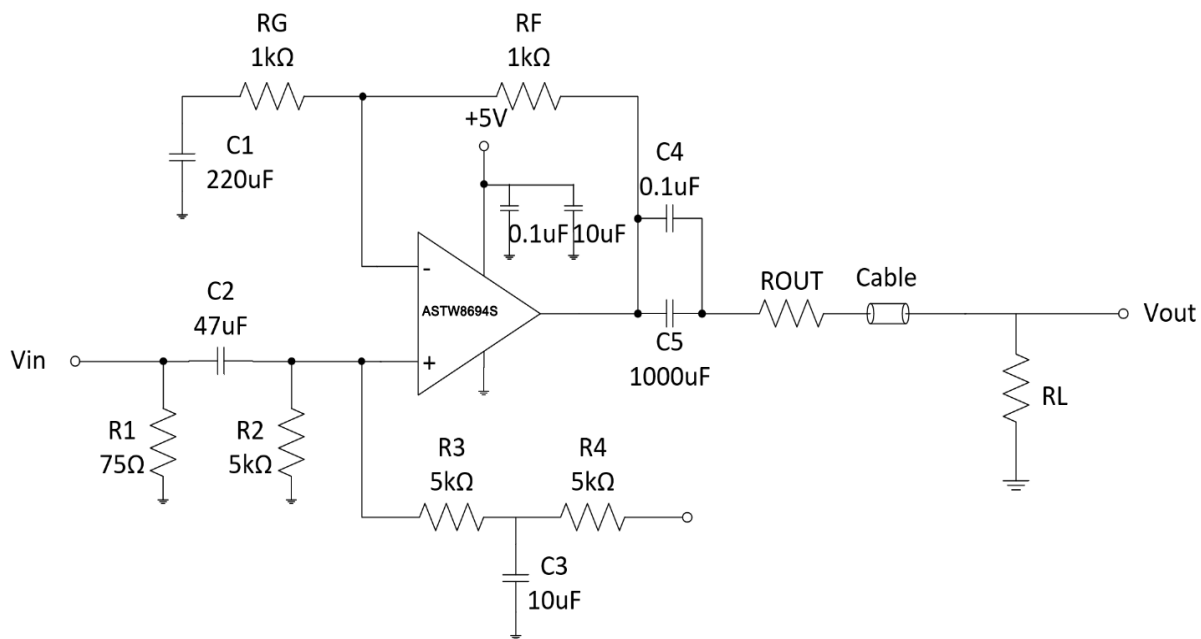 RG
1kΩ
RF
1kΩ
+5V
C1
220uF
C4
0.1uF
0.1uF
10uF
-
ASTW8694S
+
C2
47uF
Vin
R1
75Ω
R2
5kΩ
C5
1000uF
ROUT
Cable
Vout
RL
R3
5kΩ
R4
5kΩ
C3
10uF